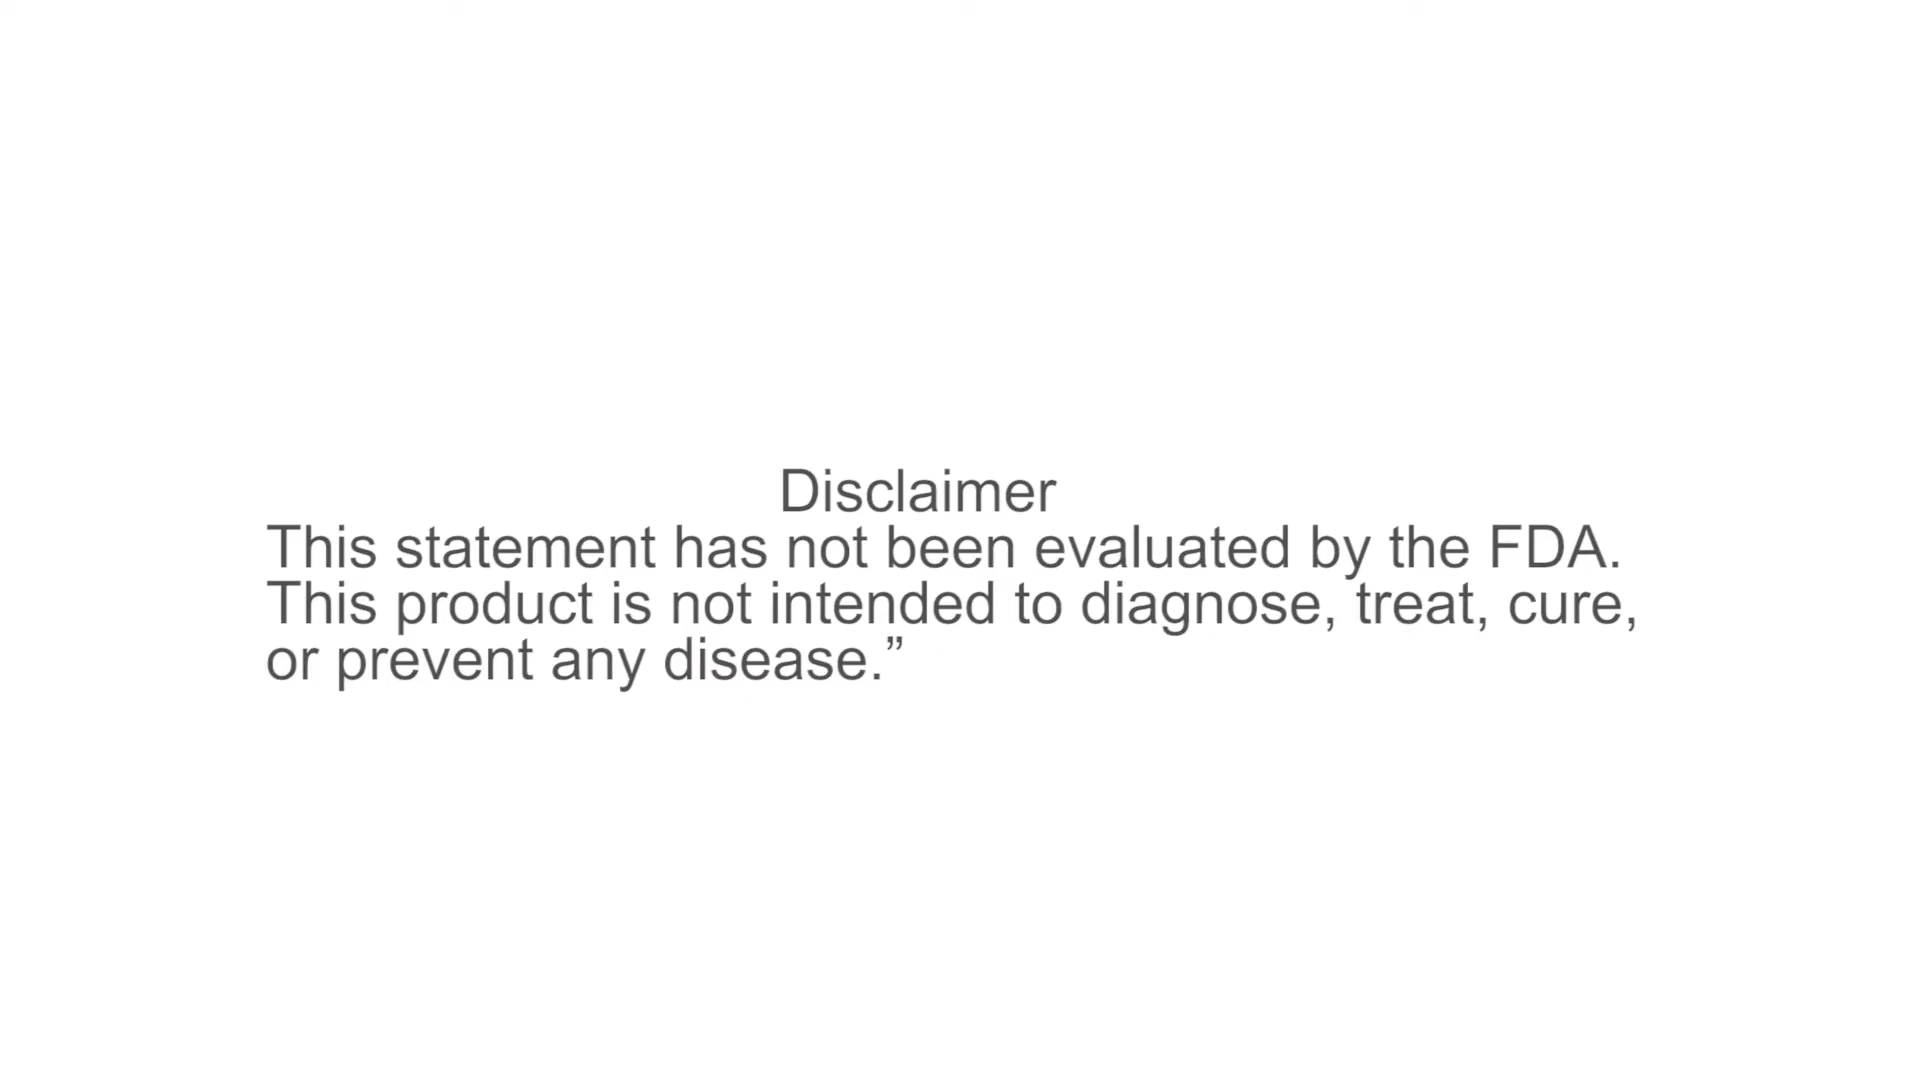 Disclaimer
This statement has not been evaluated by the FDA.
This product is not intended to diagnose, treat, cure,
or prevent any disease.”